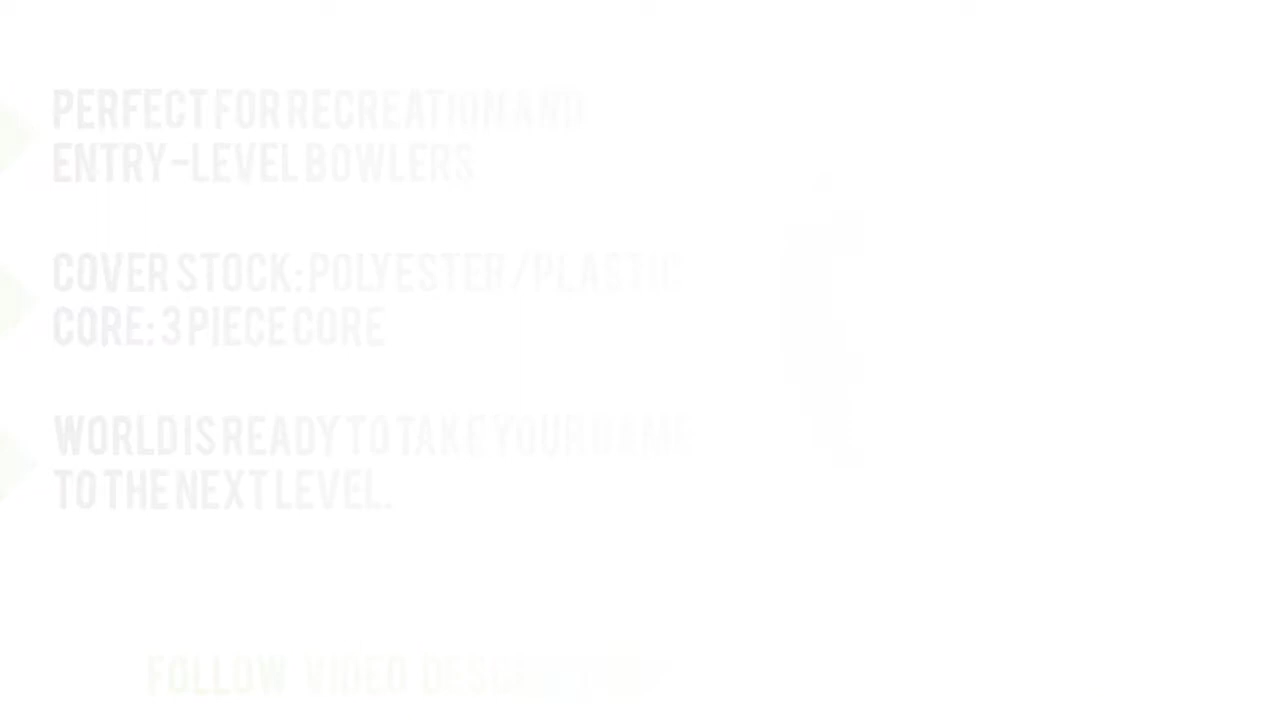 PERFECT FOR RECREATION AND
ENTRY-LEVEL BOWLERS
COVER STOCK: POLYESTER/PLASTIC
CORE: 3 PIECE CORE
WORLD IS READY TO TAKE YOUR GAME
TO THE NEXT LEVEL.
FOLLOW VIDEO